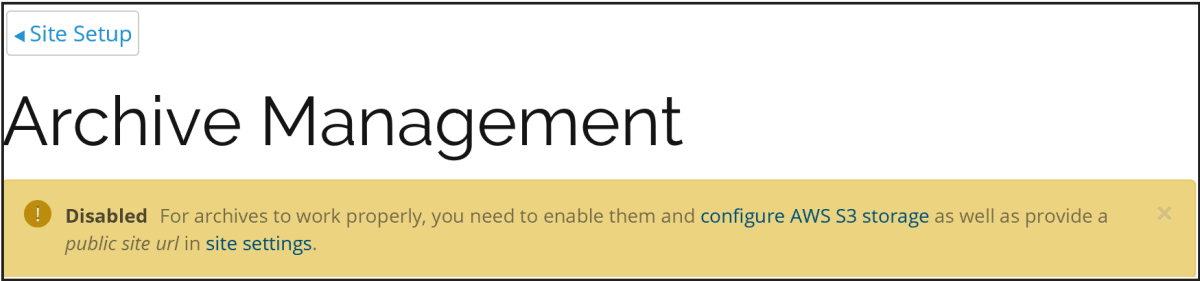 ◂ Site Setup
Archive Management
! Disabled For archives to work properly, you need to enable them and configure AWS S3 storage as well as provide a ×
public site url in site settings.